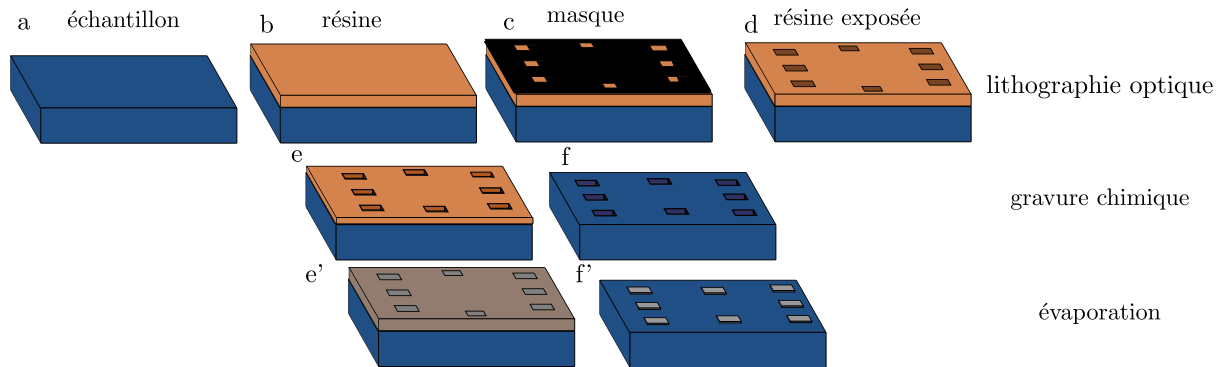 a échantillon
b résine
c masque
d résine exposée
lithographie optique
e
f
gravure chimique
e'
f'
évaporation